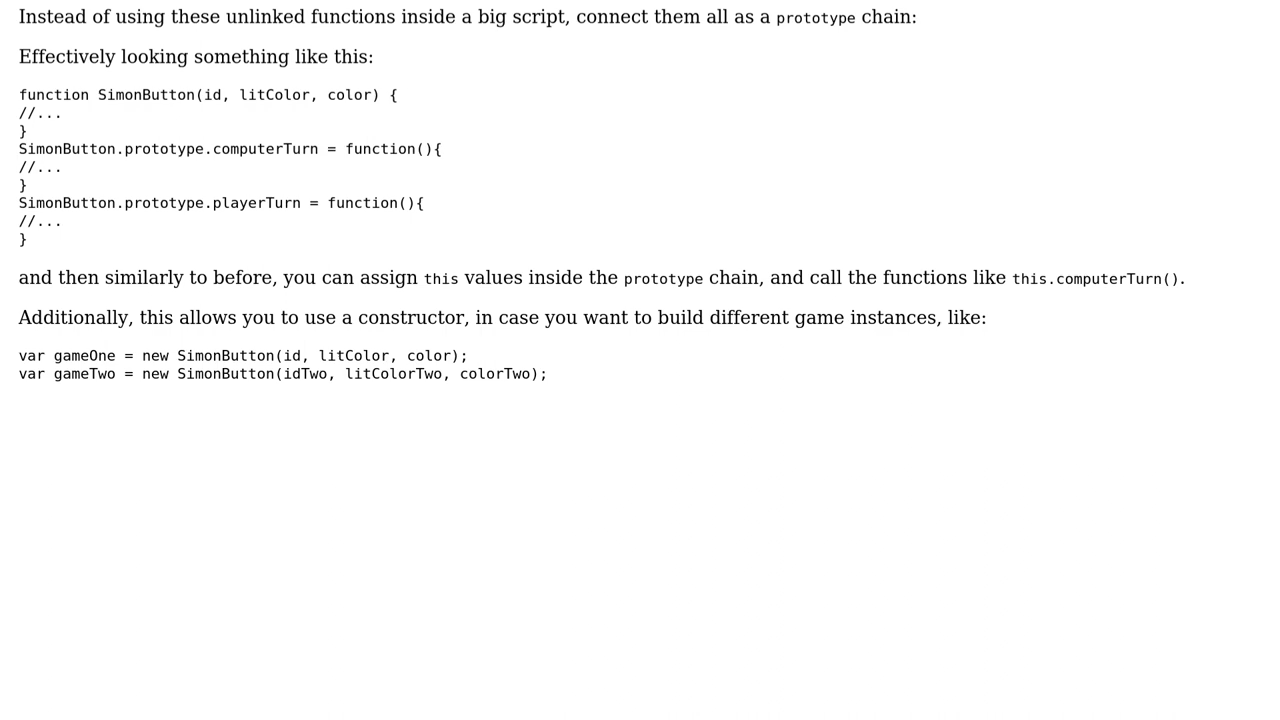 Instead of using these unlinked functions inside a big script, connect them all as a prototype chain:
Effectively looking something like this:
function SimonButton(id, litColor, color) {
//...
}
SimonButton.prototype.computerTurn = function(){
//...
}
SimonButton.prototype.playerTurn = function(){
//...
}
and then similarly to before, you can assign this values inside the prototype chain, and call the functions like this.computerTurn().
Additionally, this allows you to use a constructor, in case you want to build different game instances, like:
var gameOne = new SimonButton(id, litColor, color);
var gameTwo = new SimonButton(idTwo, litColorTwo, colorTwo);